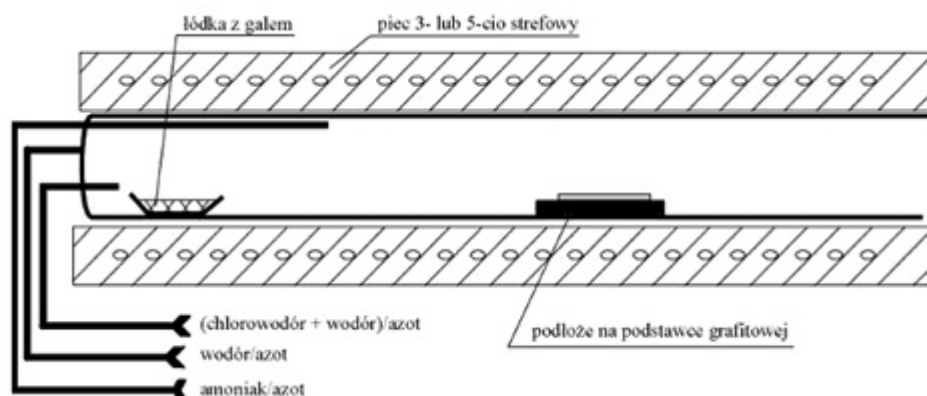 łódka z galem
piec 3- lub 5-cio strefowy
(chlorowodór + wodór)/azot
wodór/azot
amoniak/azot
podłoże na podstawce grafitowej